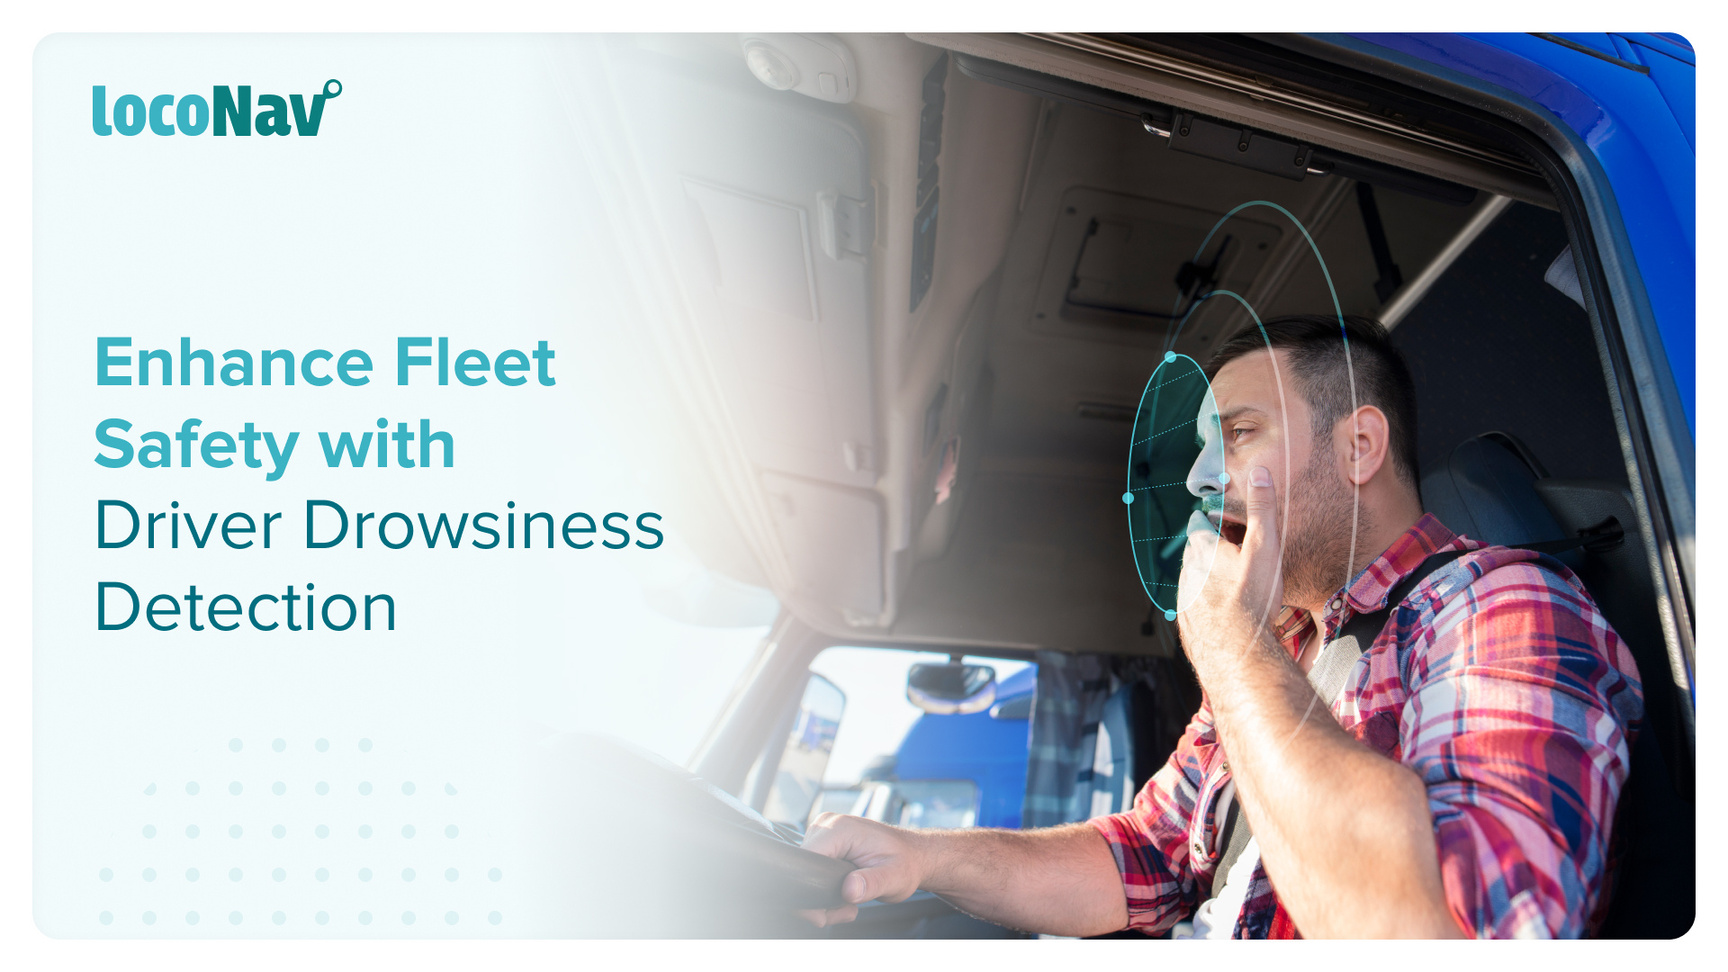 locoNav
Enhance Fleet
Safety with
Driver Drowsiness
Detection